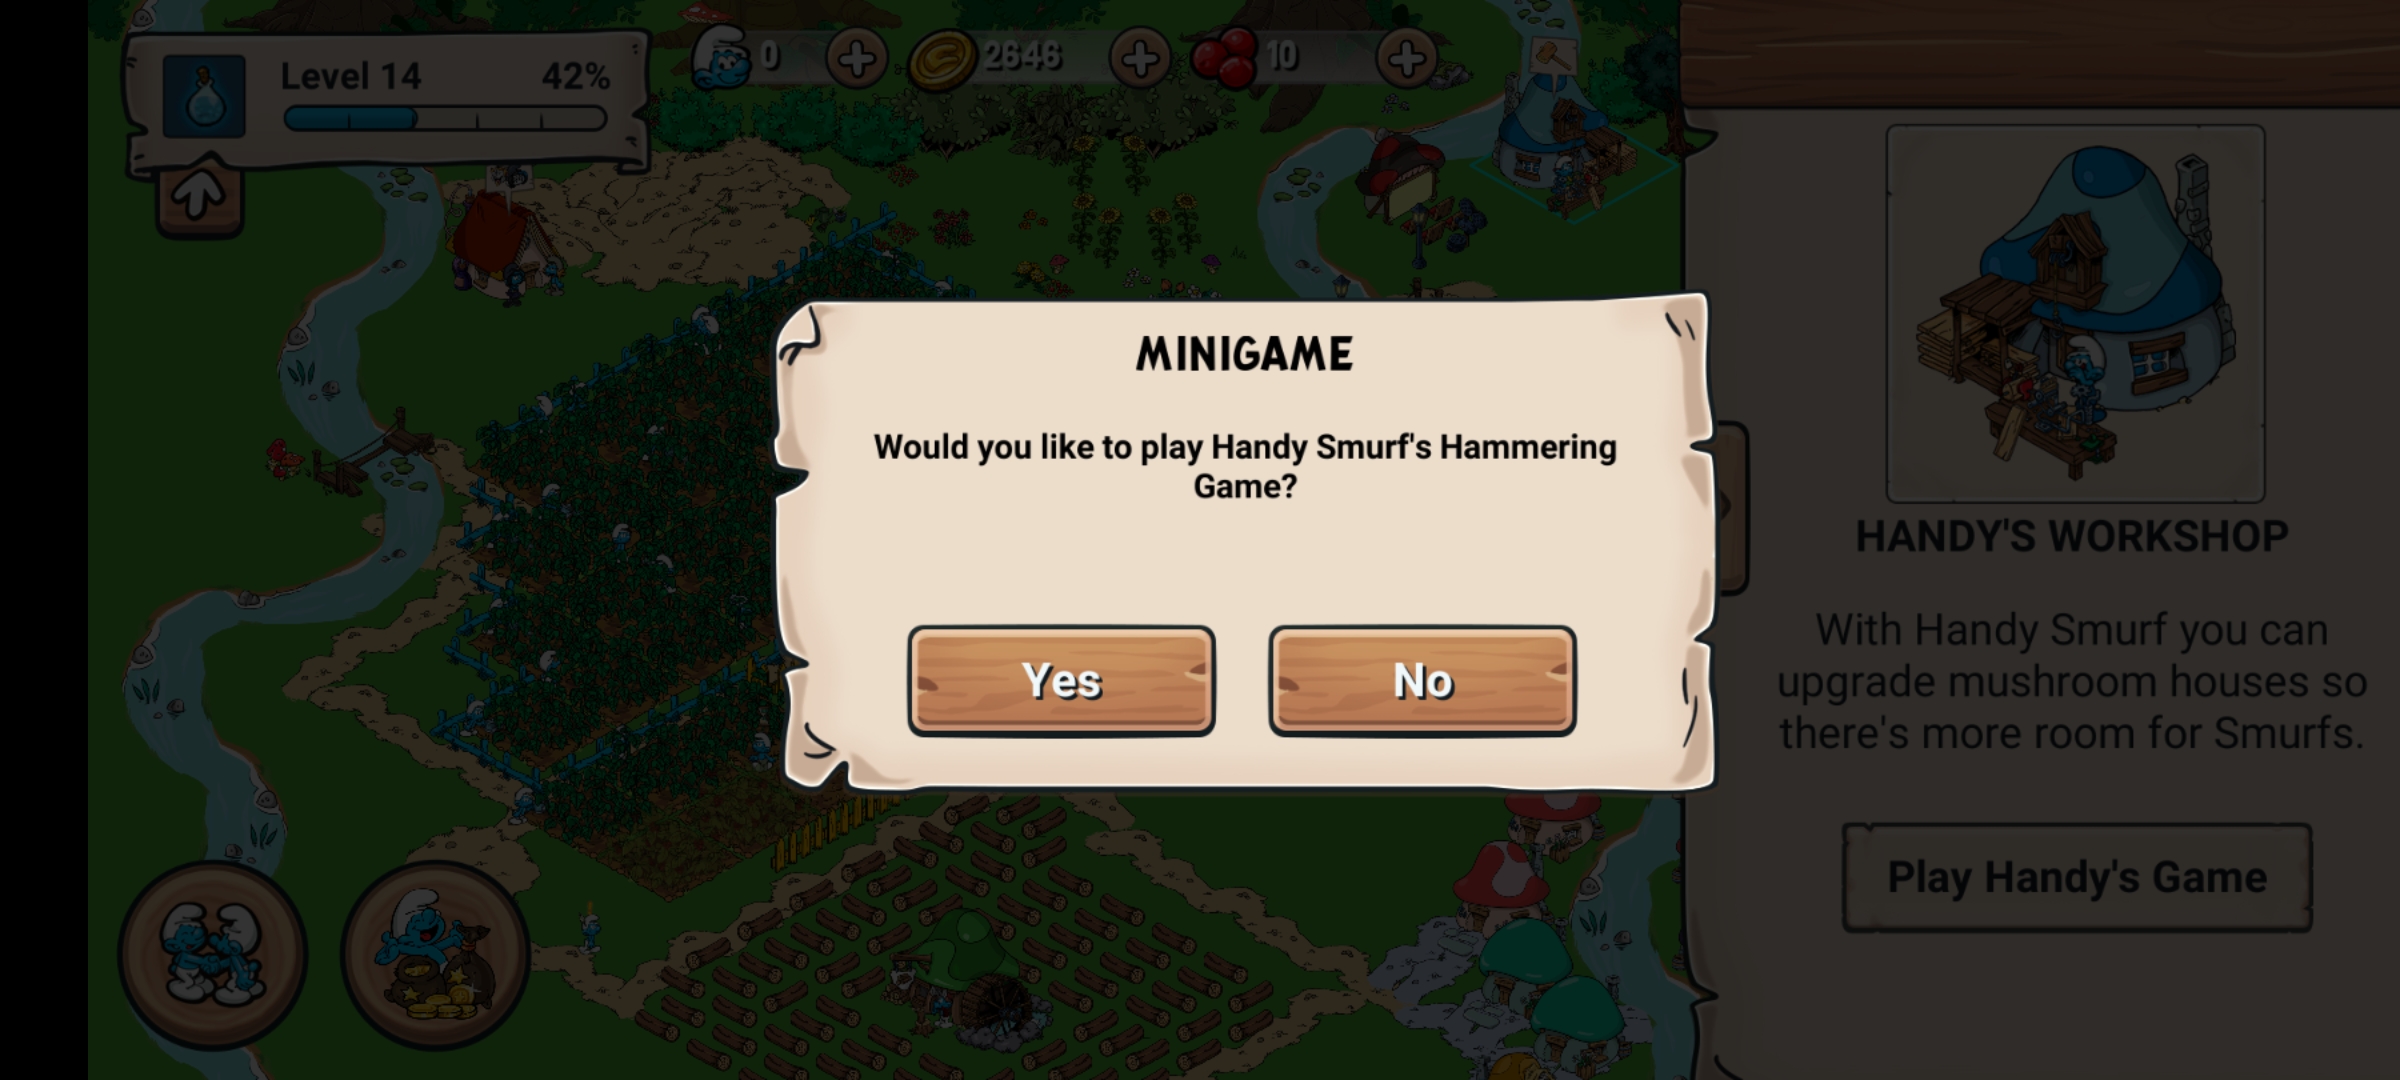 Level 14 42%
0
2646
10
MINIGAME
Would you like to play Handy Smurf's Hammering
Game?
Yes
No
HANDY'S WORKSHOP
With Handy Smurf you can
upgrade mushroom houses so
there's more room for Smurfs.
Play Handy's Game